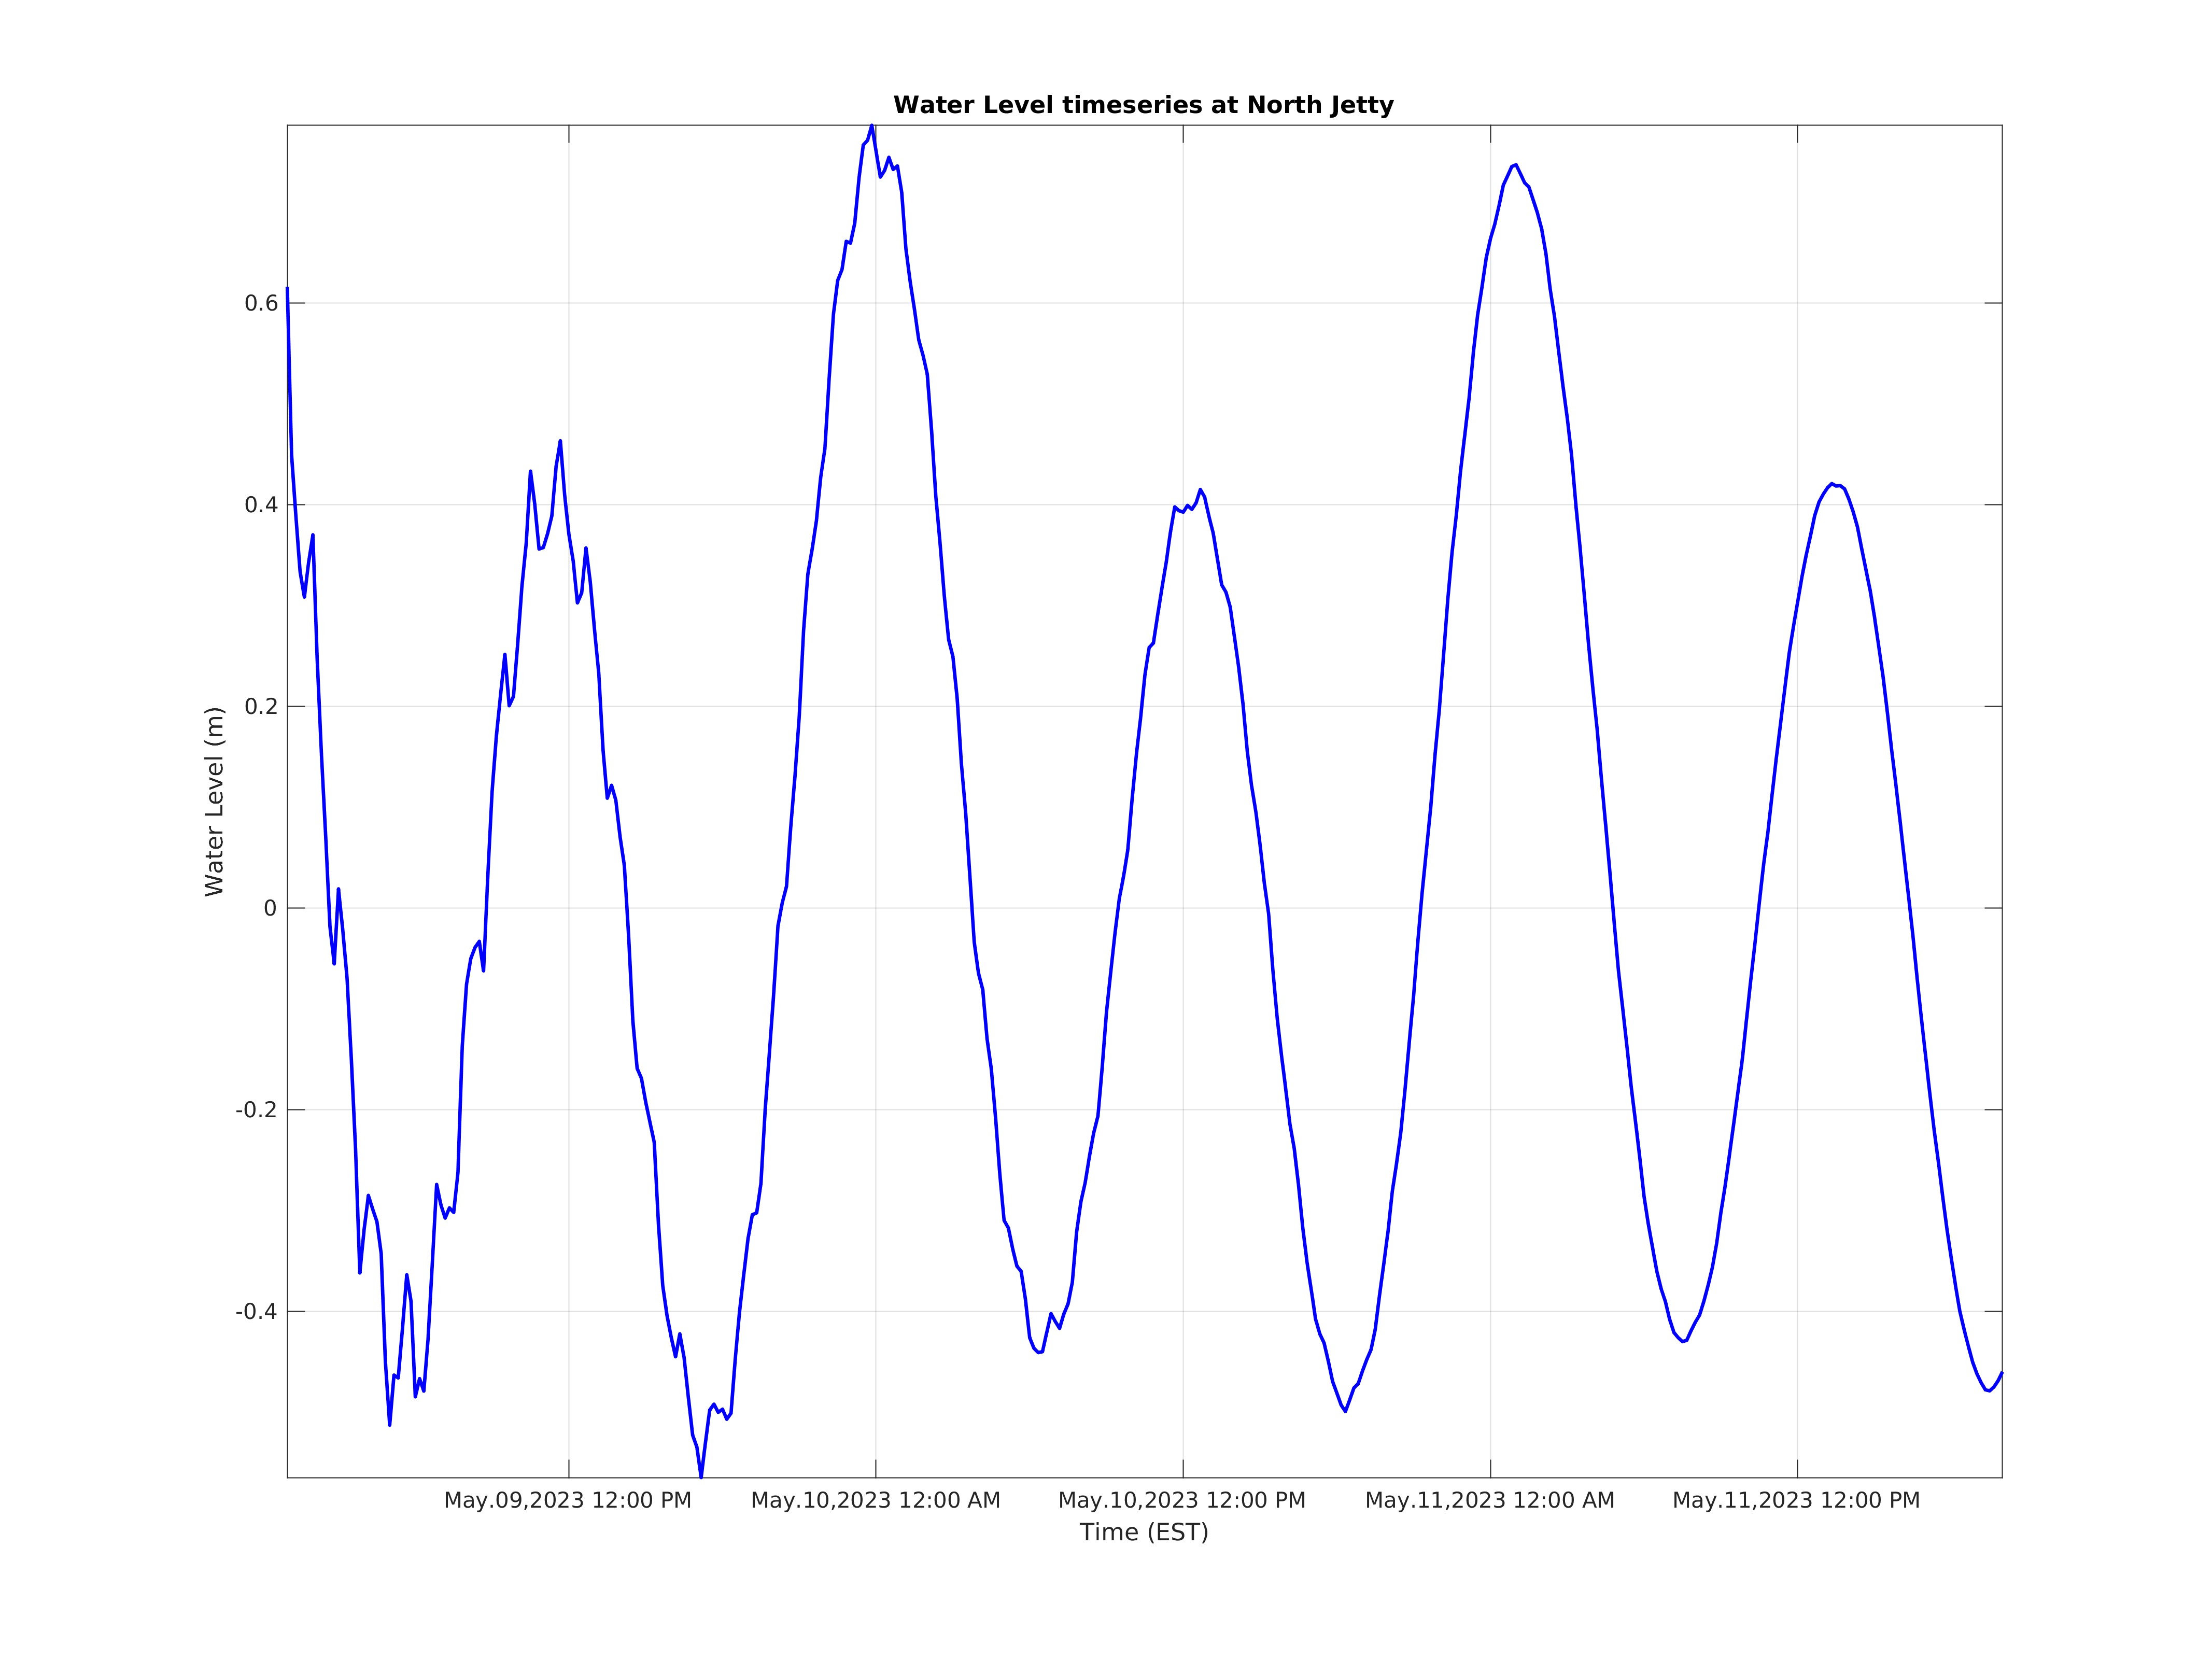 Water Level timeseries at North Jetty
0.6
0.4
0.2
0
-0.2
-0.4
Water Level (m)
May.09,2023 12:00 PM
May.10,2023 12:00 AM
May.10,2023 12:00 PM
May.11,2023 12:00 AM
May.11,2023 12:00 PM
Time (EST)